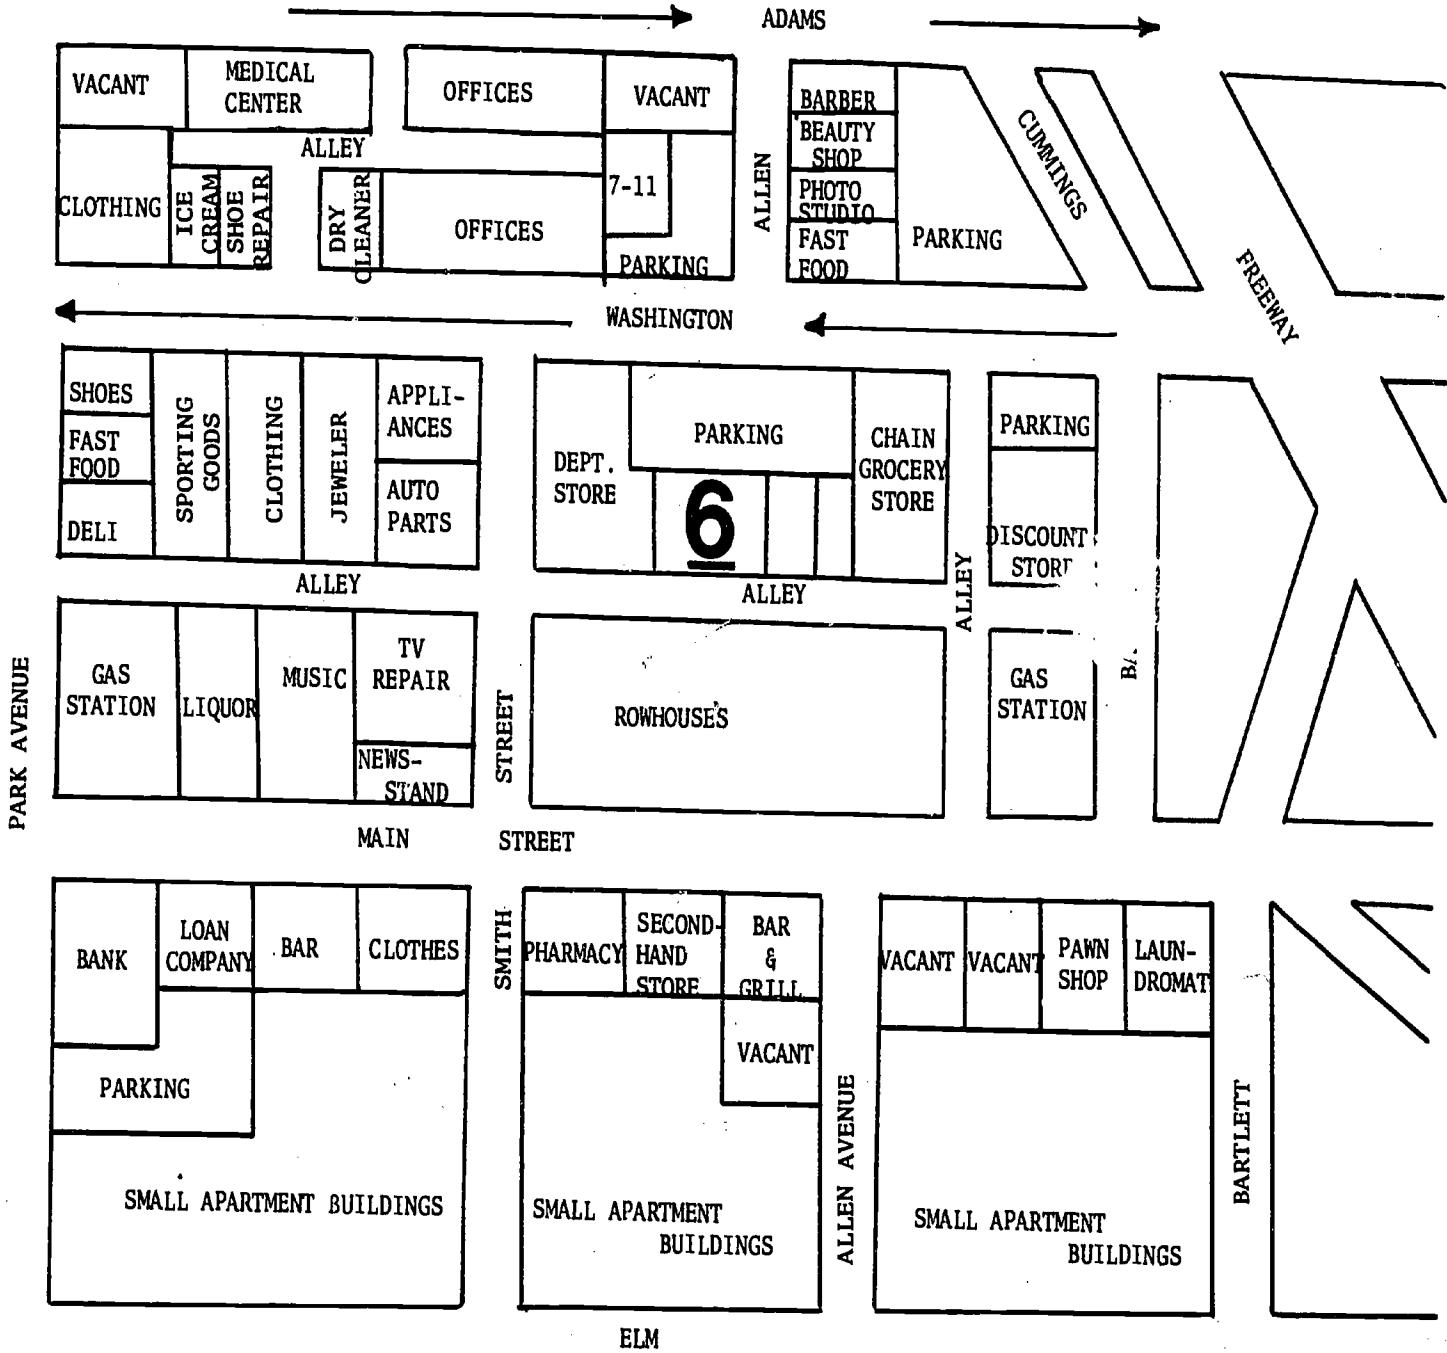 ADAMS
VACANT
MEDICAL
CENTER
OFFICES
VACANT
BARBER
BEAUTY
SHOP
PHOTO
STUDIO
FAST
FOOD
PARKING
CUMMINGS
ALLEY
CLOTHING
ICE
CREAM
SHOE
REPAIR
DRY
CLEANER
OFFICES
7-11
PARKING
ALLEN
FREEWAY
WASHINGTON
SHOES
FAST
FOOD
DELI
SPORTING
GOODS
CLOTHING
JEWELER
APPLI-
ANCES
AUTO
PARTS
DEPT.
STORE
PARKING
6
CHAIN
GROCERY
STORE
PARKING
DISCOUNT
STORE
ALLEY
ALLEY
ALLEY
PARK AVENUE
GAS
STATION
LIQUOR
MUSIC
TV
REPAIR
NEWS-
STAND
STREET
ROWHOUSES
GAS
STATION
MAIN STREET
BANK
LOAN
COMPANY
BAR
CLOTHES
SMITH
PHARMACY
SECOND-
HAND
STORE
BAR
&
GRILL
VACANT
VACANT
VACANT
PAWN
SHOP
LAUN-
DROMAT
PARKING
SMALL APARTMENT BUILDINGS
SMALL APARTMENT
BUILDINGS
ALLEN AVENUE
SMALL APARTMENT
BUILDINGS
BARTLETT
ELM